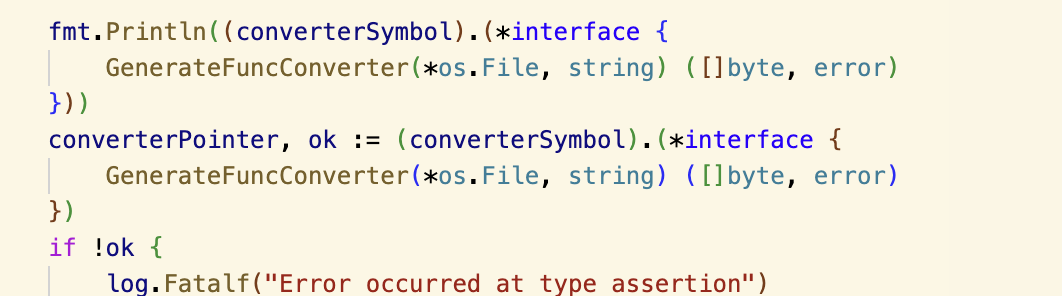 fmt.Println((converterSymbol).(*interface {
GenerateFuncConverter(*os.File, string) ([]byte, error)
}))
converterPointer, ok := (converterSymbol).(*interface {
GenerateFuncConverter(*os.File, string) ([]byte, error)
})
if !ok {
log.Fatalf("Error occurred at type assertion")